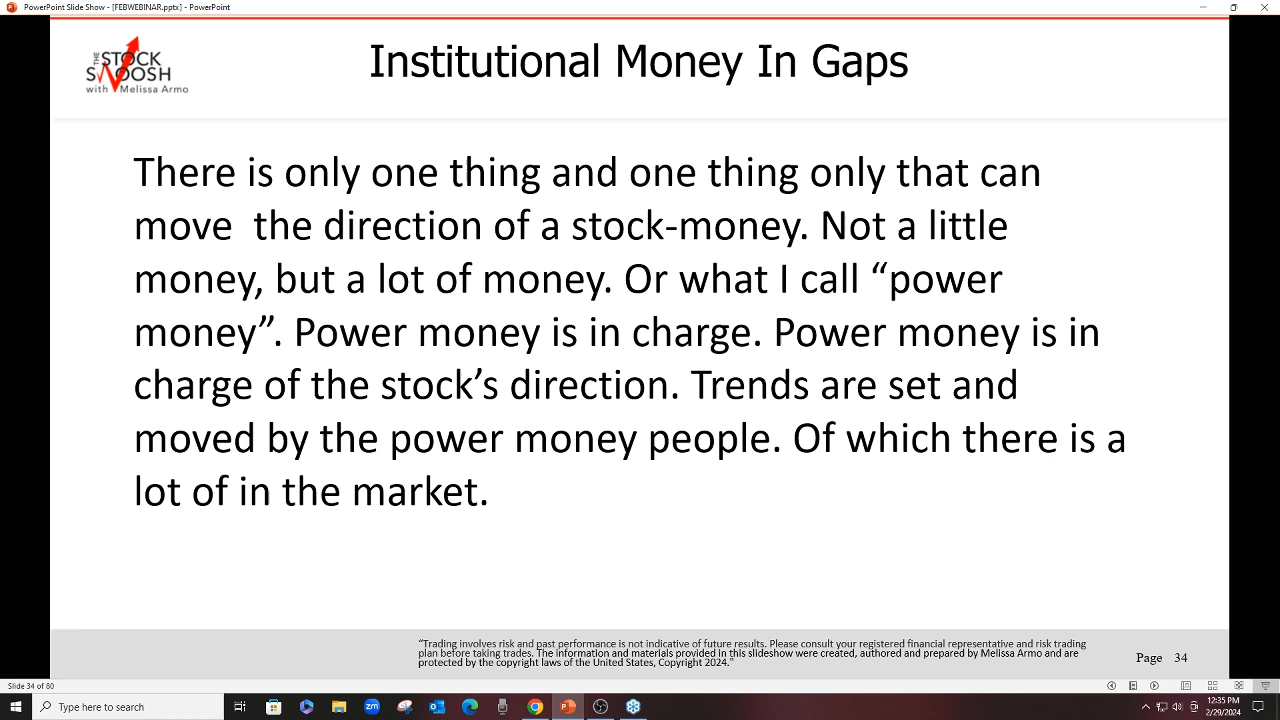 PowerPoint Slide Show - [FEBWEBINAR.pptx] - PowerPoint
THE
STOCK
SWOOSH
with Melissa Armo
Institutional Money In Gaps
There is only one thing and one thing only that can
move  the direction of a stock-money. Not a little
money, but a lot of money. Or what I call “power
money”. Power money is in charge. Power money is in
charge of the stock’s direction. Trends are set and
moved by the power money people. Of which there is a
lot of in the market.
“Trading involves risk and past performance is not indicative of future results. Please consult your registered financial representative and risk trading
plan before taking trades. The information and materials provided in this slideshow were created, authored and prepared by Melissa Armo and are
protected by the copyright laws of the United States, Copyright 2024.”
Page 34
Slide 34 of 80
Type here to search
zm
12:35 PM
2/29/2024